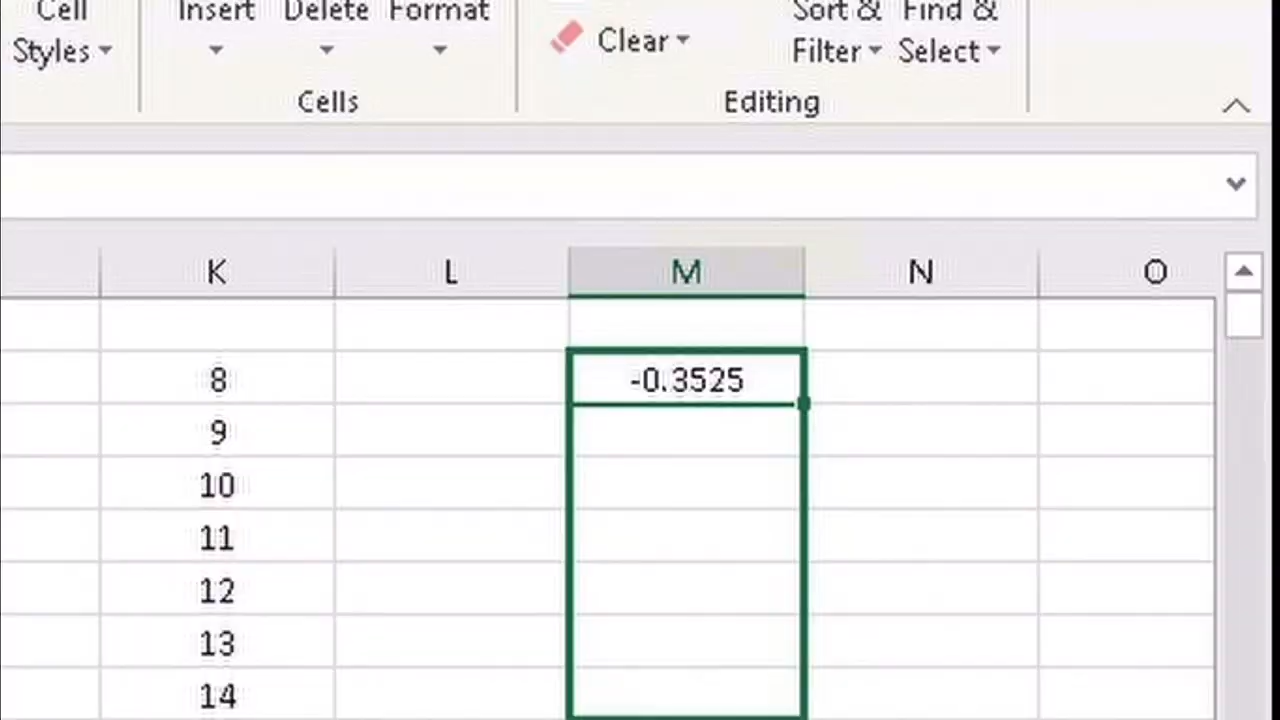 Cell Insert Delete Format Sort & Find &
Styles Clear Filter Select
Cells Editing
K L M N O
8 -0.3525
9
10
11
12
13
14